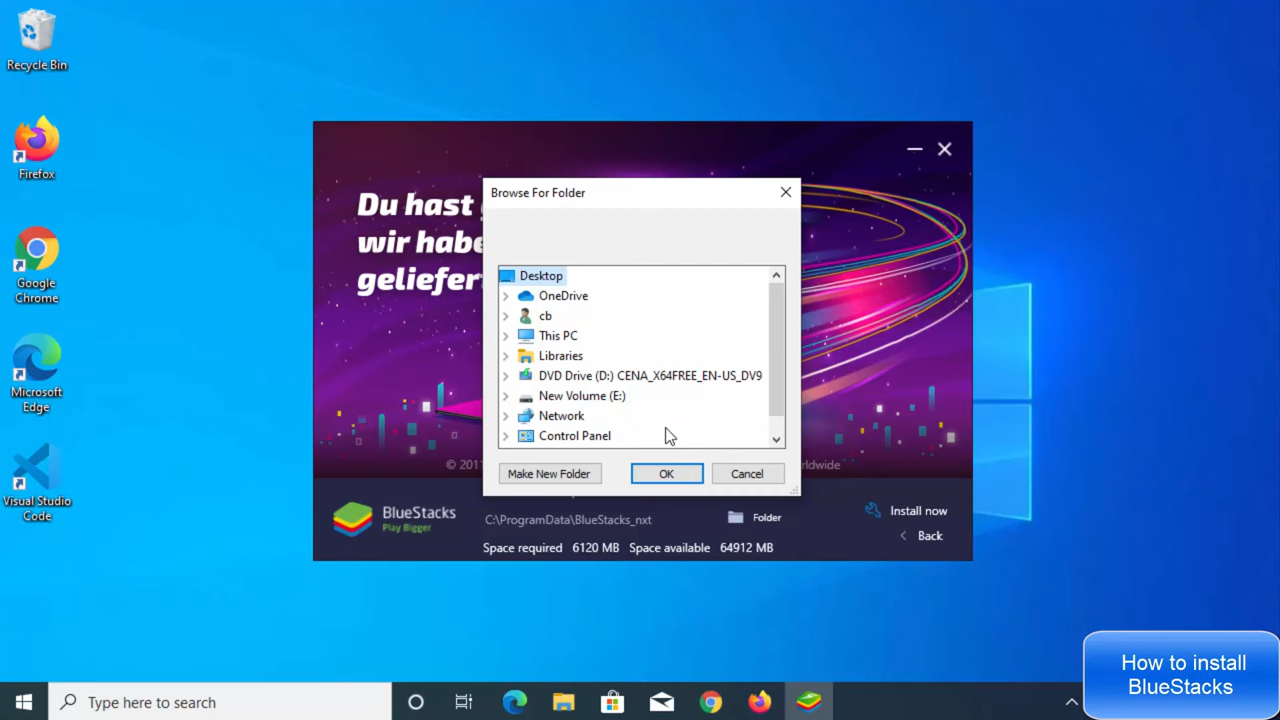 Recycle Bin
Firefox
Google
Chrome
Microsoft
Edge
Visual Studio
Code
Du hast
wir habe
geliefer
Browse For Folder
Desktop
OneDrive
cb
This PC
Libraries
DVD Drive (D:) CENA_X64FREE_EN-US_DV9
New Volume (E:)
Network
Control Panel
Make New Folder
OK
Cancel
© 201
BlueStacks
Play Bigger
C:\ProgramData\BlueStacks_nxt
Folder
Install now
Back
Space required 6120 MB Space available 64912 MB
How to install
BlueStacks
Type here to search